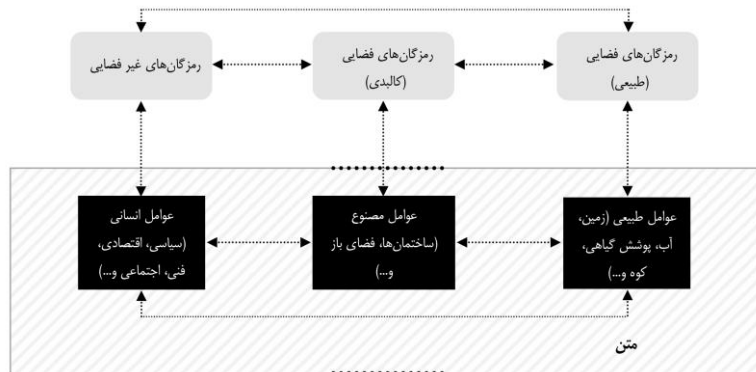 رمزگان‌های فضایی
(طبیعی)
رمزگان‌های فضایی
(کالبدی)
رمزگان‌های غیر فضایی
عوامل طبیعی (زمین،
آب، پوشش گیاهی،
کوه و...)
عوامل مصنوع
(ساختمان‌ها، فضای باز
و...)
عوامل انسانی
(سیاسی، اقتصادی،
فنی، اجتماعی و...)
متن